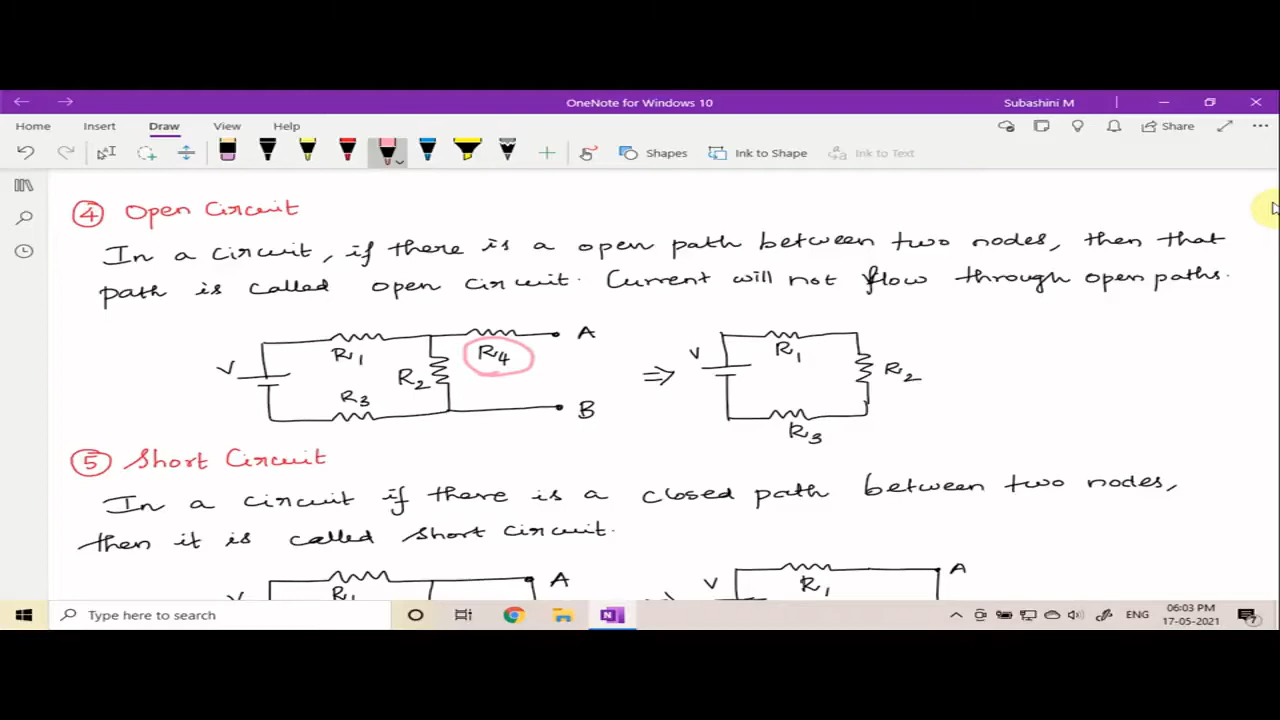 OneNote for Windows 10
Subashini M
Home Insert Draw View Help
Share
Shapes Ink to Shape Ink to Text
4 Open Circuit
In a circuit, if there is a open path between two nodes, then that
path is called open circuit. Current will not flow through open paths.
V R1 R2 R3 R4 A B
⇒ V R1 R2 R3
5 Short Circuit
In a circuit if there is a closed path between two nodes,
then it is called short circuit.
R1 A
V R1 A
Type here to search
ENG
06:03 PM
17-05-2021